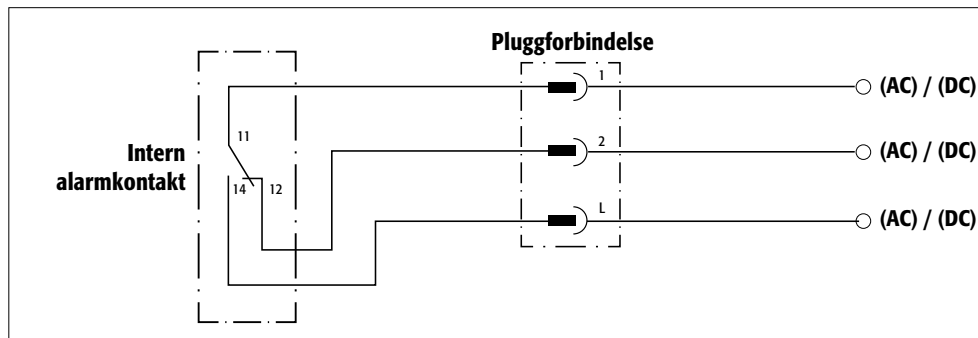 Pluggforbindelse
1
(AC) / (DC)
11
2
(AC) / (DC)
Intern
alarmkontakt
14
12
L
(AC) / (DC)